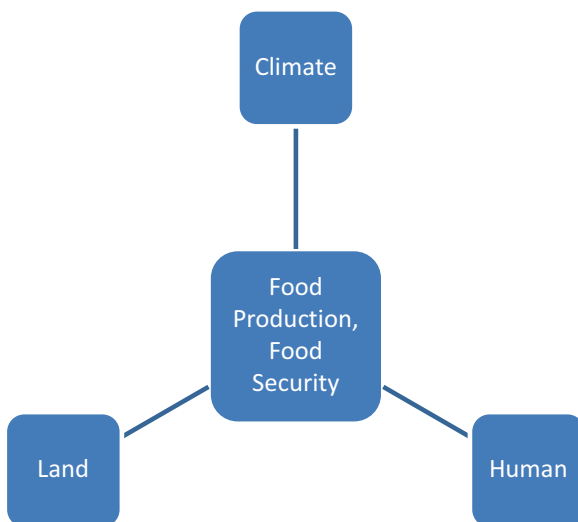 Climate
Food
Production,
Food
Security
Land
Human